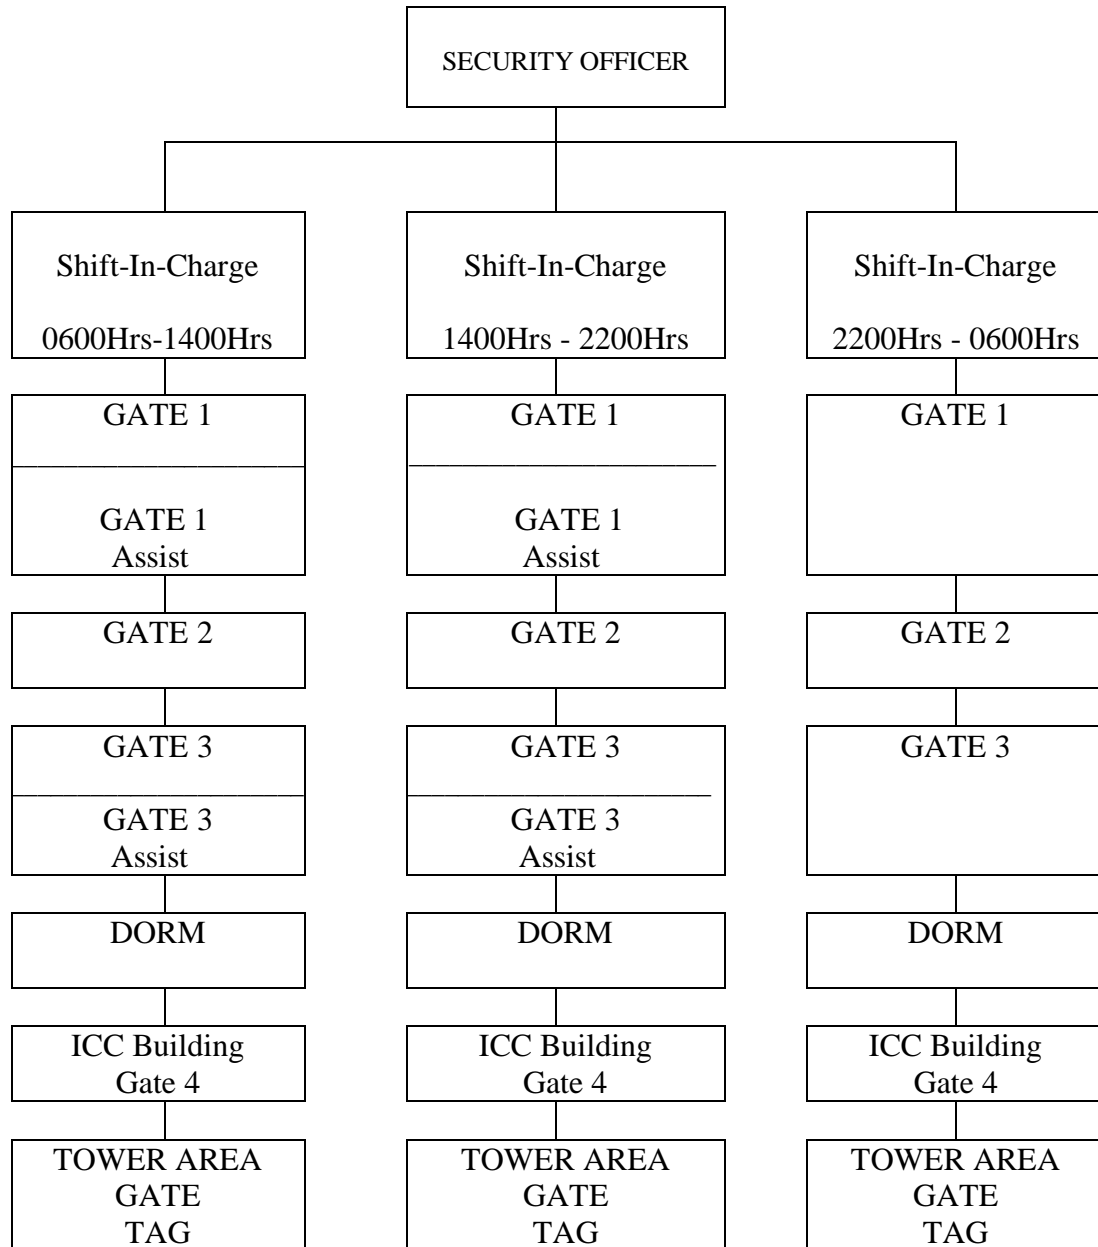 SECURITY OFFICER
Shift-In-Charge
0600Hrs-1400Hrs
GATE 1
GATE 1
Assist
GATE 2
GATE 3
GATE 3
Assist
DORM
ICC Building
Gate 4
TOWER AREA
GATE
TAG
Shift-In-Charge
1400Hrs - 2200Hrs
GATE 1
GATE 1
Assist
GATE 2
GATE 3
GATE 3
Assist
DORM
ICC Building
Gate 4
TOWER AREA
GATE
TAG
Shift-In-Charge
2200Hrs - 0600Hrs
GATE 1
GATE 2
GATE 3
DORM
ICC Building
Gate 4
TOWER AREA
GATE
TAG